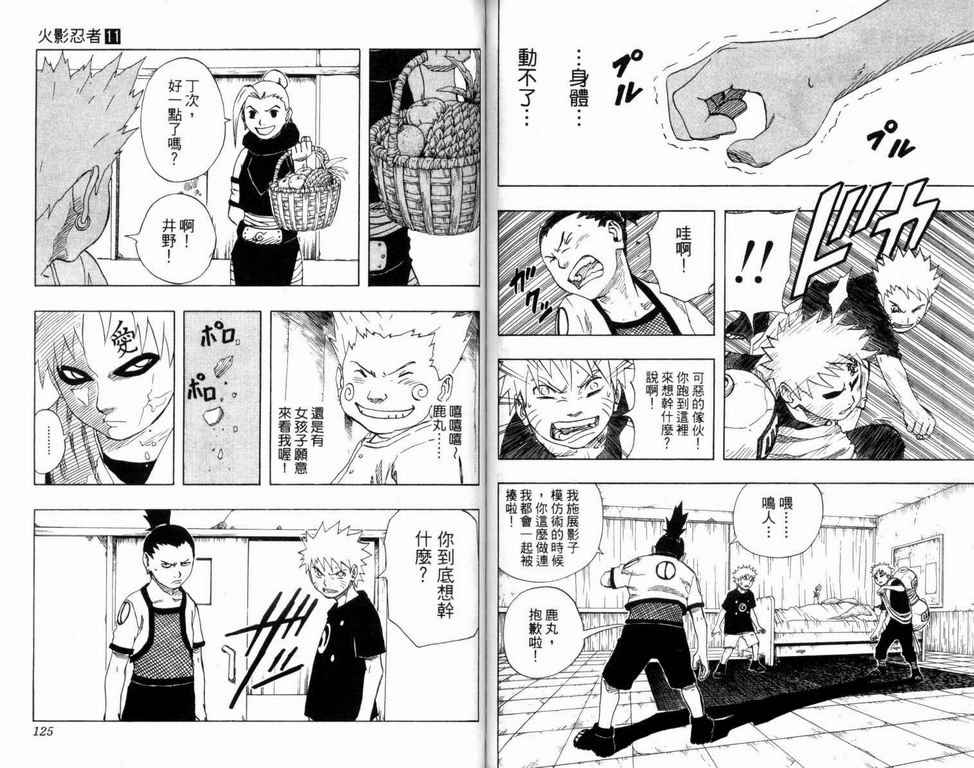 …身體…
動不了…
プル
プル
ドカ
!!
哇啊！
可惡的傢伙！
你跑到這裡
來想幹什麼？
說啊！
喂……
鳴人…
我施展影子
模仿術的時候
，你這麼做連
我都會一起被
揍啦！
鹿丸，
抱歉啦！
火影忍者11
丁次，
好一點了嗎？
啊！
井野！
嘻嘻嘻~
鹿丸…
還是有
女孩子願意
來看我喔！
ポロ
ポロ
愛
……
你到底想幹
什麼？
125